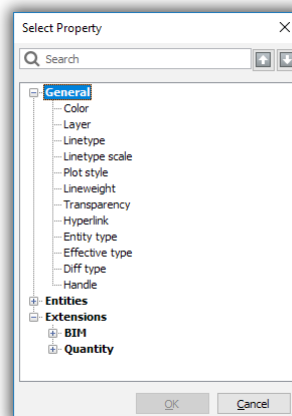 Select Property
Search
General
Color
Layer
Linetype
Linetype scale
Plot style
Lineweight
Transparency
Hyperlink
Entity type
Effective type
Diff type
Handle
Entities
Extensions
BIM
Quantity
OK
Cancel